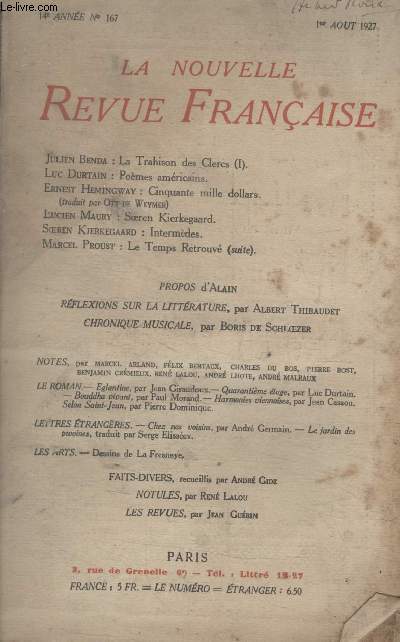 Le-livre.com
14e ANNÉE No 167
1er AOUT 1927
LA NOUVELLE
REVUE FRANÇAISE
JULIEN BENDA : La Trahison des Clercs (I).
LUC DURTAIN : Poèmes américains.
ERNEST HEMINGWAY : Cinquante mille dollars.
(traduit par OTT DE WEYMER)
LUCIEN MAURY : Sœren Kierkegaard.
SŒREN KIERKEGAARD : Intermèdes.
MARCEL PROUST : Le Temps Retrouvé (suite).
PROPOS d'ALAIN
RÉFLEXIONS SUR LA LITTÉRATURE, par ALBERT THIBAUDET
CHRONIQUE MUSICALE, par BORIS DE SCHLŒZER
NOTES, par MARCEL ARLAND, FÉLIX BERTAUX, CHARLES DU BOS, PIERRE BOST,
BENJAMIN CRÉMIEUX, RENÉ LALOU, ANDRÉ LHOTE, ANDRÉ MALRAUX
LE ROMAN. — Eglantine, par Jean Giraudoux. — Quarantième étage, par Luc Durtain.
— Bouddha vivant, par Paul Morand. — Harmonies viennoises, par Jean Cassou.
Selon Saint-Jean, par Pierre Dominique.
LETTRES ÉTRANGÈRES. — Chez nos voisins, par André Germain. — Le jardin des
pivoines, traduit par Serge Elisséev.
LES ARTS. — Dessins de La Fresnaye.
FAITS-DIVERS, recueillis par ANDRÉ GIDE
NOTULES, par RENÉ LALOU
LES REVUES, par JEAN GUÉRIN
PARIS
3, rue de Grenelle (6e) — Tél. : Littré 12-27
FRANCE : 5 FR. = LE NUMÉRO = ÉTRANGER : 6.50